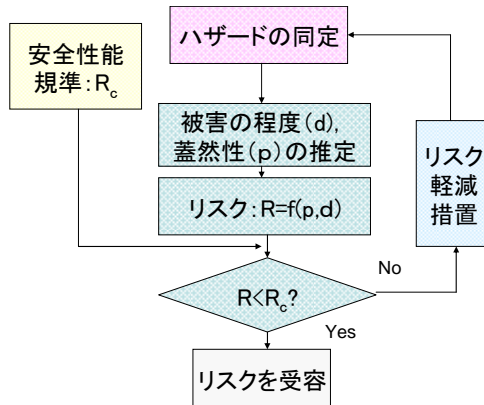 ハザードの同定
安全性能
規準：Rc
被害の程度（d），
蓋然性（p）の推定
リスク：R=f(p,d)
リスク
軽減
措置
R<Rc?
No
Yes
リスクを受容